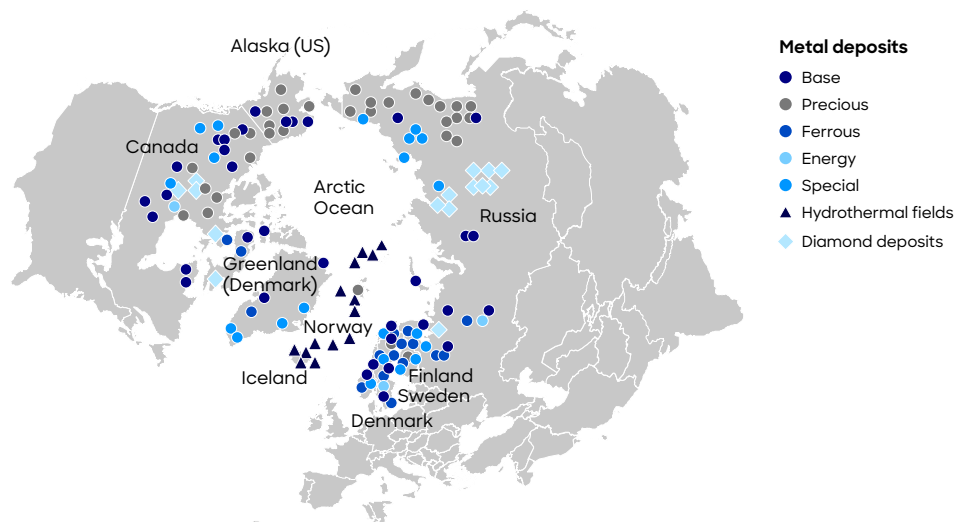 Alaska (US)
Canada
Arctic
Ocean
Russia
Greenland
(Denmark)
Norway
Iceland
Finland
Sweden
Denmark
Metal deposits
Base
Precious
Ferrous
Energy
Special
Hydrothermal fields
Diamond deposits